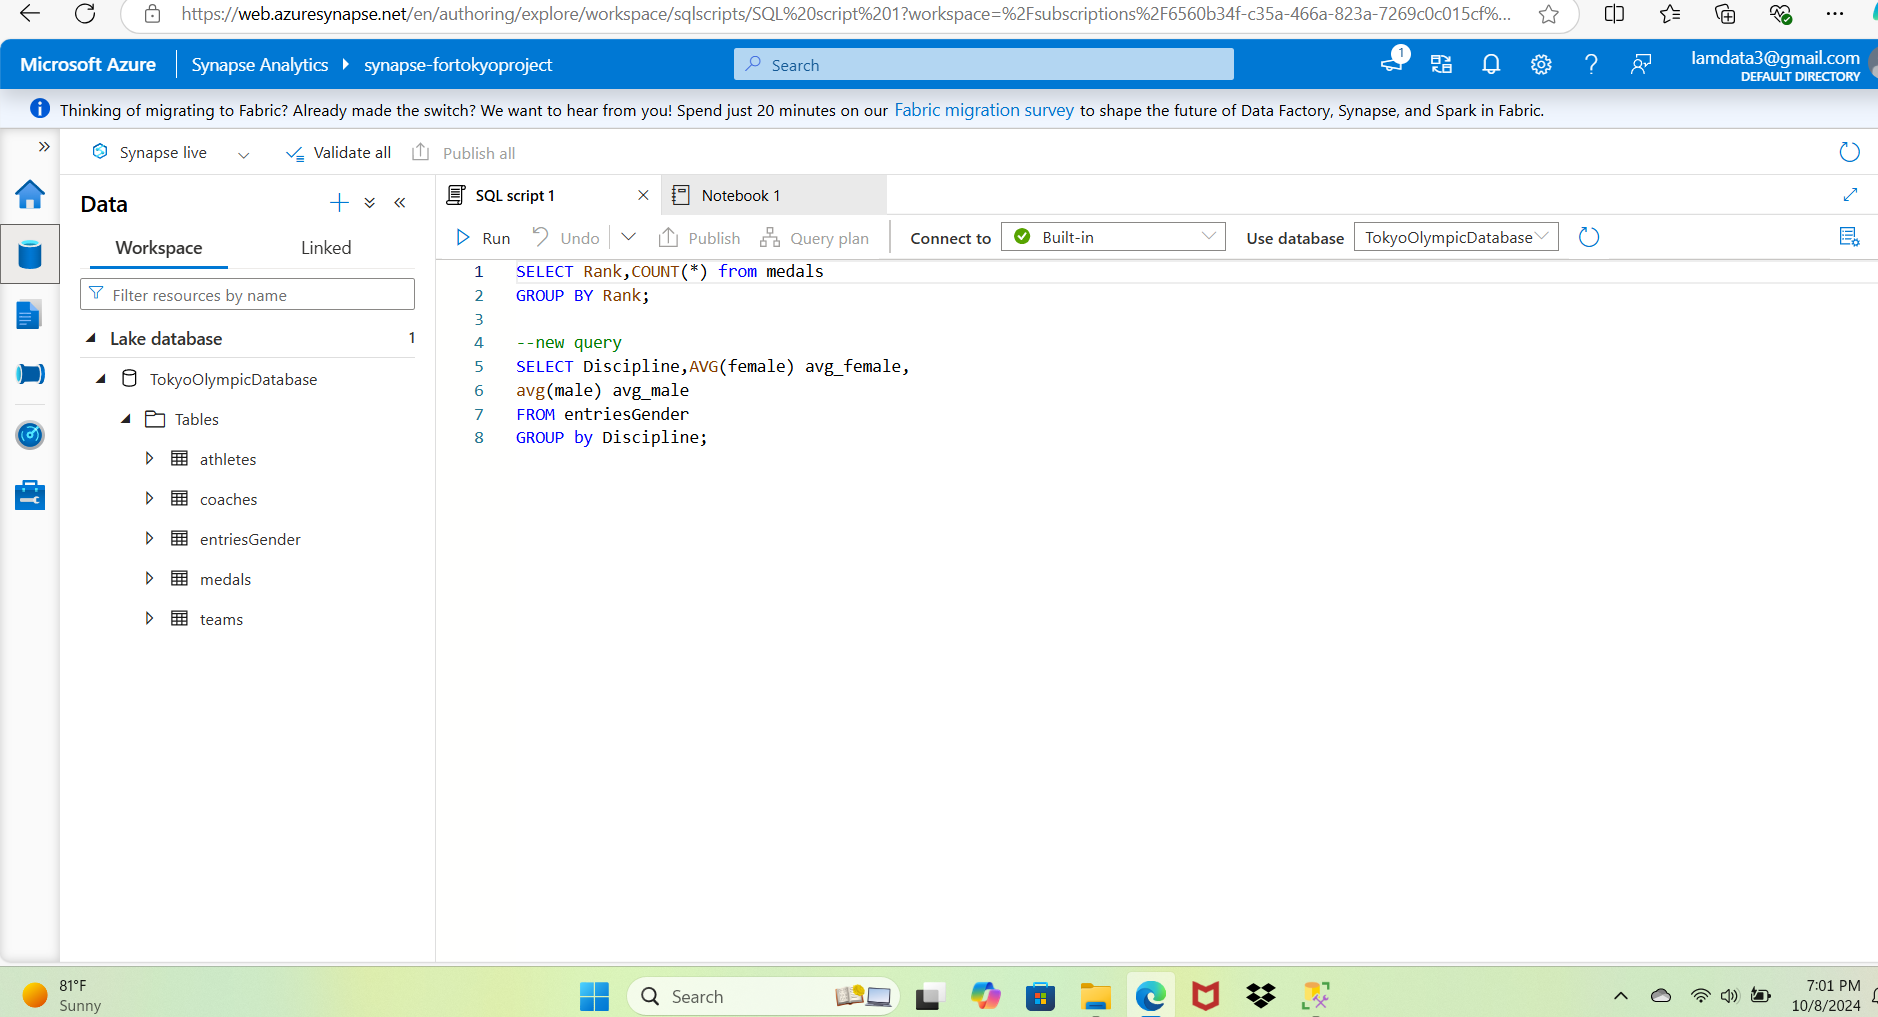 https://web.azuresynapse.net/en/authoring/explore/workspace/sqlscripts/SQL%20script%201?workspace=%2Fsubscriptions%2F6560b34f-c35a-466a-823a-7269c0c015cf%...
Microsoft Azure
Synapse Analytics
synapse-fortokyoproject
Search
1
lamdata3@gmail.com
DEFAULT DIRECTORY
Thinking of migrating to Fabric? Already made the switch? We want to hear from you! Spend just 20 minutes on our Fabric migration survey to shape the future of Data Factory, Synapse, and Spark in Fabric.
Synapse live
Validate all
Publish all
Data
Workspace
Linked
Filter resources by name
Lake database
1
TokyoOlympicDatabase
Tables
athletes
coaches
entriesGender
medals
teams
SQL script 1
Notebook 1
Run
Undo
Publish
Query plan
Connect to
Built-in
Use database
TokyoOlympicDatabase
1 SELECT Rank,COUNT(*) from medals
2 GROUP BY Rank;
3
4 --new query
5 SELECT Discipline,AVG(female) avg_female,
6 avg(male) avg_male
7 FROM entriesGender
8 GROUP by Discipline;
81°F
Sunny
Search
7:01 PM
10/8/2024